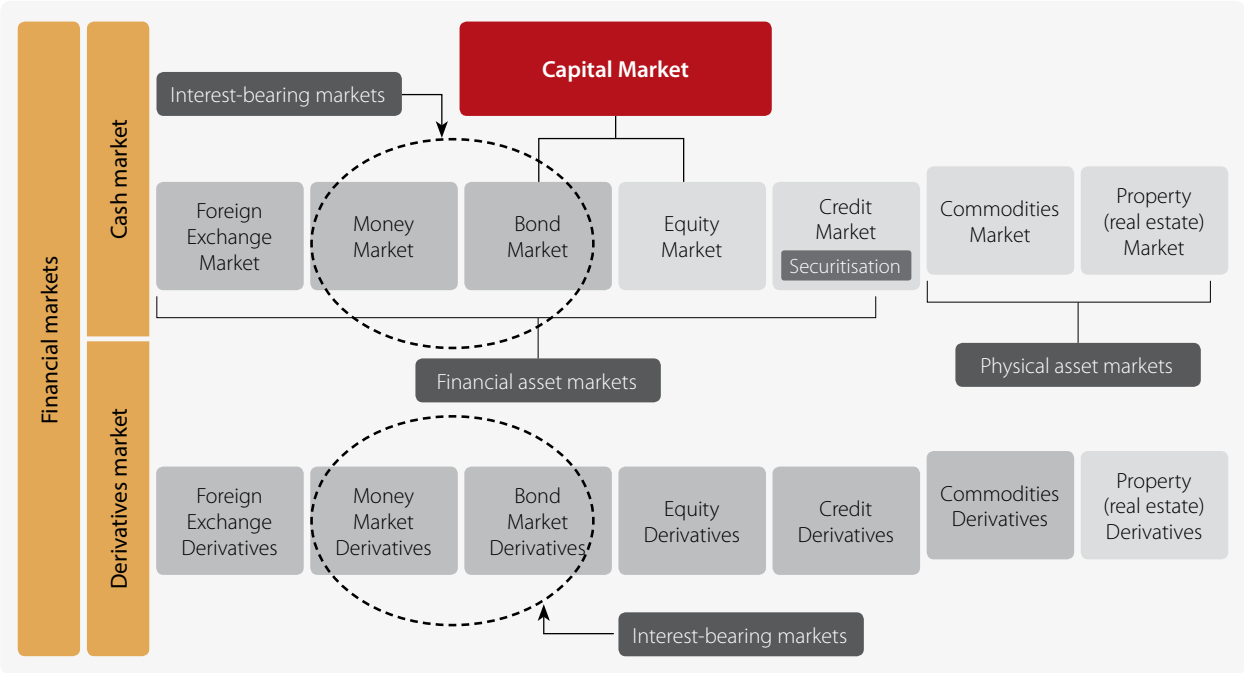 Financial markets
Cash market
Derivatives market
Capital Market
Interest-bearing markets
Foreign
Exchange
Market
Money
Market
Bond
Market
Equity
Market
Credit
Market
Securitisation
Commodities
Market
Property
(real estate)
Market
Financial asset markets
Physical asset markets
Foreign
Exchange
Derivatives
Money
Market
Derivatives
Bond
Market
Derivatives
Equity
Derivatives
Credit
Derivatives
Commodities
Derivatives
Property
(real estate)
Derivatives
Interest-bearing markets